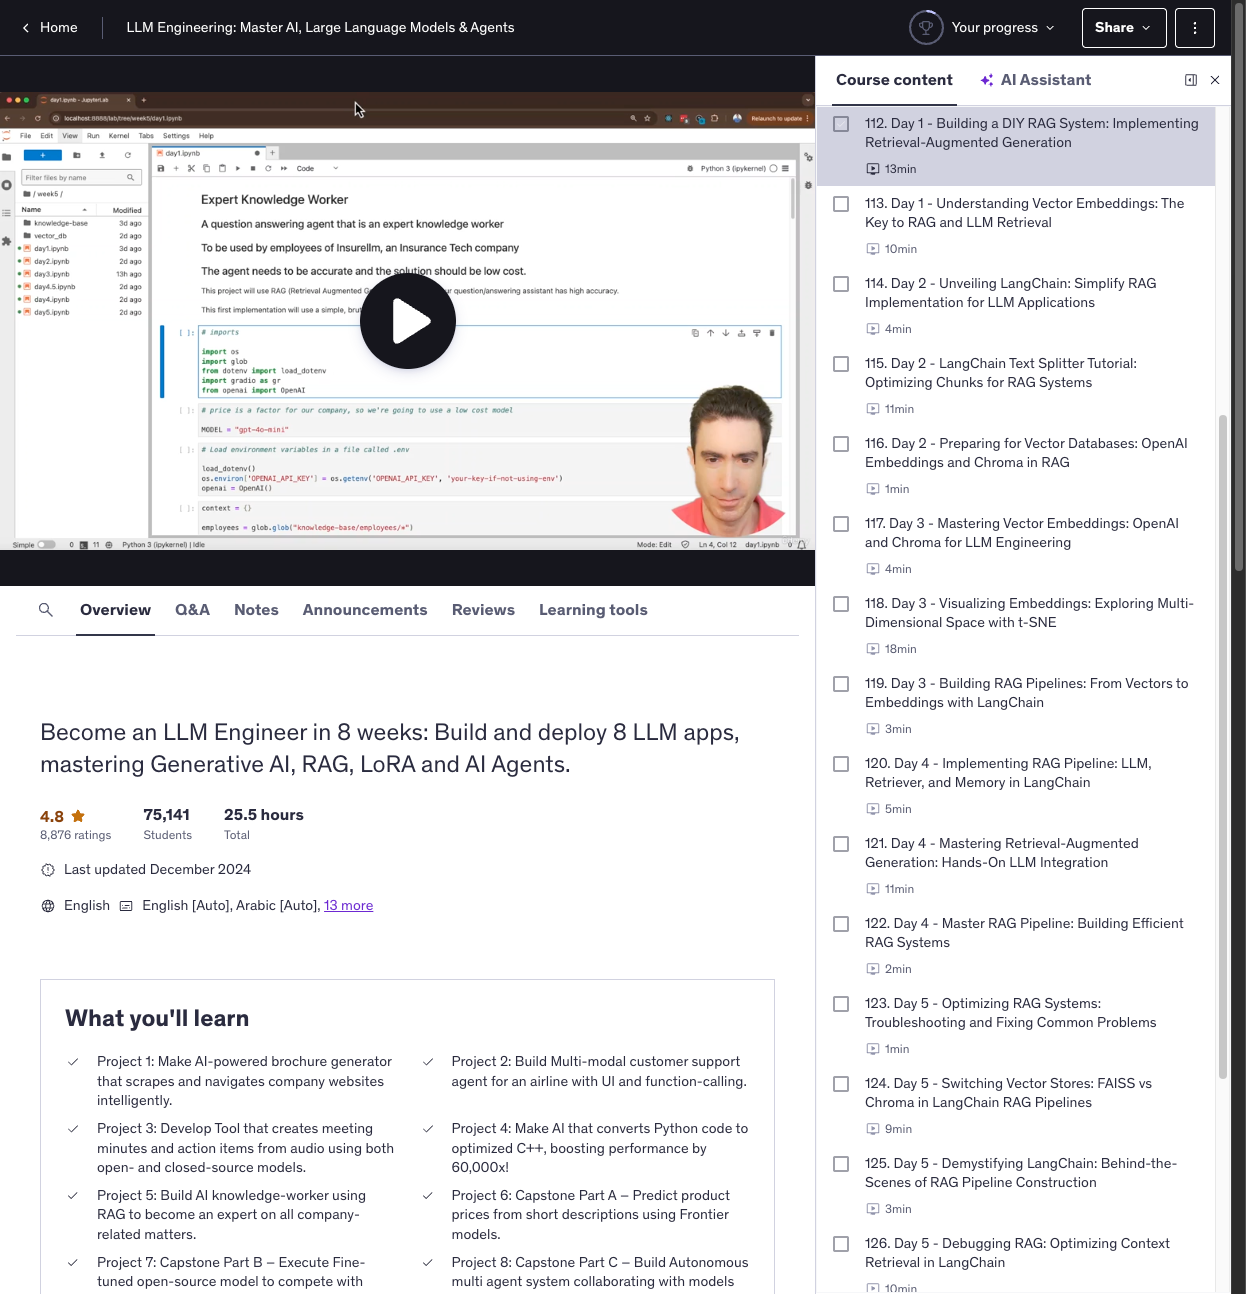 Home
LLM Engineering: Master AI, Large Language Models & Agents
Your progress
Share
day1.ipynb - JupyterLab
localhost:8888/lab/tree/week5/day1.ipynb
Relaunch to update
File Edit View Run Kernel Tabs Settings Help
Filter files by name
/ week5 /
Name Modified
knowledge-base 3d ago
vector_db 2d ago
day1.ipynb 3d ago
day2.ipynb 2d ago
day3.ipynb 13h ago
day4.5.ipynb 2d ago
day4.ipynb 2d ago
day5.ipynb 2d ago
day1.ipynb
Code
Python 3 (ipykernel)
Expert Knowledge Worker
A question answering agent that is an expert knowledge worker
To be used by employees of Insurellm, an Insurance Tech company
The agent needs to be accurate and the solution should be low cost.
This project will use RAG (Retrieval Augmented Ge
ur question/answering assistant has high accuracy.
This first implementation will use a simple, bru
[ ]: # imports
import os
import glob
from dotenv import load_dotenv
import gradio as gr
from openai import OpenAI
[ ]: # price is a factor for our company, so we're going to use a low cost model
MODEL = "gpt-4o-mini"
[ ]: # Load environment variables in a file called .env
load_dotenv()
os.environ['OPENAI_API_KEY'] = os.getenv('OPENAI_API_KEY', 'your-key-if-not-using-env')
openai = OpenAI()
[ ]: context = {}
employees = glob.glob("knowledge-base/employees/*")
Simple 0 11 Python 3 (ipykernel) | Idle Mode: Edit Ln 4, Col 12 day1.ipynb 0
Overview Q&A Notes Announcements Reviews Learning tools
Become an LLM Engineer in 8 weeks: Build and deploy 8 LLM apps,
mastering Generative AI, RAG, LoRA and AI Agents.
4.8 75,141 25.5 hours
8,876 ratings Students Total
Last updated December 2024
English English [Auto], Arabic [Auto], 13 more
What you'll learn
Project 1: Make AI-powered brochure generator
that scrapes and navigates company websites
intelligently.
Project 2: Build Multi-modal customer support
agent for an airline with UI and function-calling.
Project 3: Develop Tool that creates meeting
minutes and action items from audio using both
open- and closed-source models.
Project 4: Make AI that converts Python code to
optimized C++, boosting performance by
60,000x!
Project 5: Build AI knowledge-worker using
RAG to become an expert on all company-
related matters.
Project 6: Capstone Part A – Predict product
prices from short descriptions using Frontier
models.
Project 7: Capstone Part B – Execute Fine-
tuned open-source model to compete with
Project 8: Capstone Part C – Build Autonomous
multi agent system collaborating with models
Course content
AI Assistant
112. Day 1 - Building a DIY RAG System: Implementing
Retrieval-Augmented Generation
13min
113. Day 1 - Understanding Vector Embeddings: The
Key to RAG and LLM Retrieval
10min
114. Day 2 - Unveiling LangChain: Simplify RAG
Implementation for LLM Applications
4min
115. Day 2 - LangChain Text Splitter Tutorial:
Optimizing Chunks for RAG Systems
11min
116. Day 2 - Preparing for Vector Databases: OpenAI
Embeddings and Chroma in RAG
1min
117. Day 3 - Mastering Vector Embeddings: OpenAI
and Chroma for LLM Engineering
4min
118. Day 3 - Visualizing Embeddings: Exploring Multi-
Dimensional Space with t-SNE
18min
119. Day 3 - Building RAG Pipelines: From Vectors to
Embeddings with LangChain
3min
120. Day 4 - Implementing RAG Pipeline: LLM,
Retriever, and Memory in LangChain
5min
121. Day 4 - Mastering Retrieval-Augmented
Generation: Hands-On LLM Integration
11min
122. Day 4 - Master RAG Pipeline: Building Efficient
RAG Systems
2min
123. Day 5 - Optimizing RAG Systems:
Troubleshooting and Fixing Common Problems
1min
124. Day 5 - Switching Vector Stores: FAISS vs
Chroma in LangChain RAG Pipelines
9min
125. Day 5 - Demystifying LangChain: Behind-the-
Scenes of RAG Pipeline Construction
3min
126. Day 5 - Debugging RAG: Optimizing Context
Retrieval in LangChain
10min